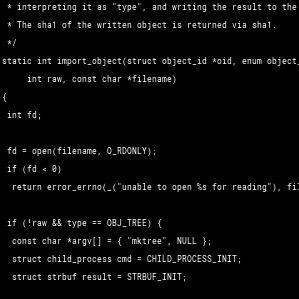 * interpreting it as "type", and writing the result to the
* The sha1 of the written object is returned via sha1.
*/
static int import_object(struct object_id *oid, enum object_
int raw, const char *filename)
{
int fd;
fd = open(filename, O_RDONLY);
if (fd < 0)
return error_errno(_("unable to open %s for reading"), fil
if (!raw && type == OBJ_TREE) {
const char *argv[] = { "mktree", NULL };
struct child_process cmd = CHILD_PROCESS_INIT;
struct strbuf result = STRBUF_INIT;